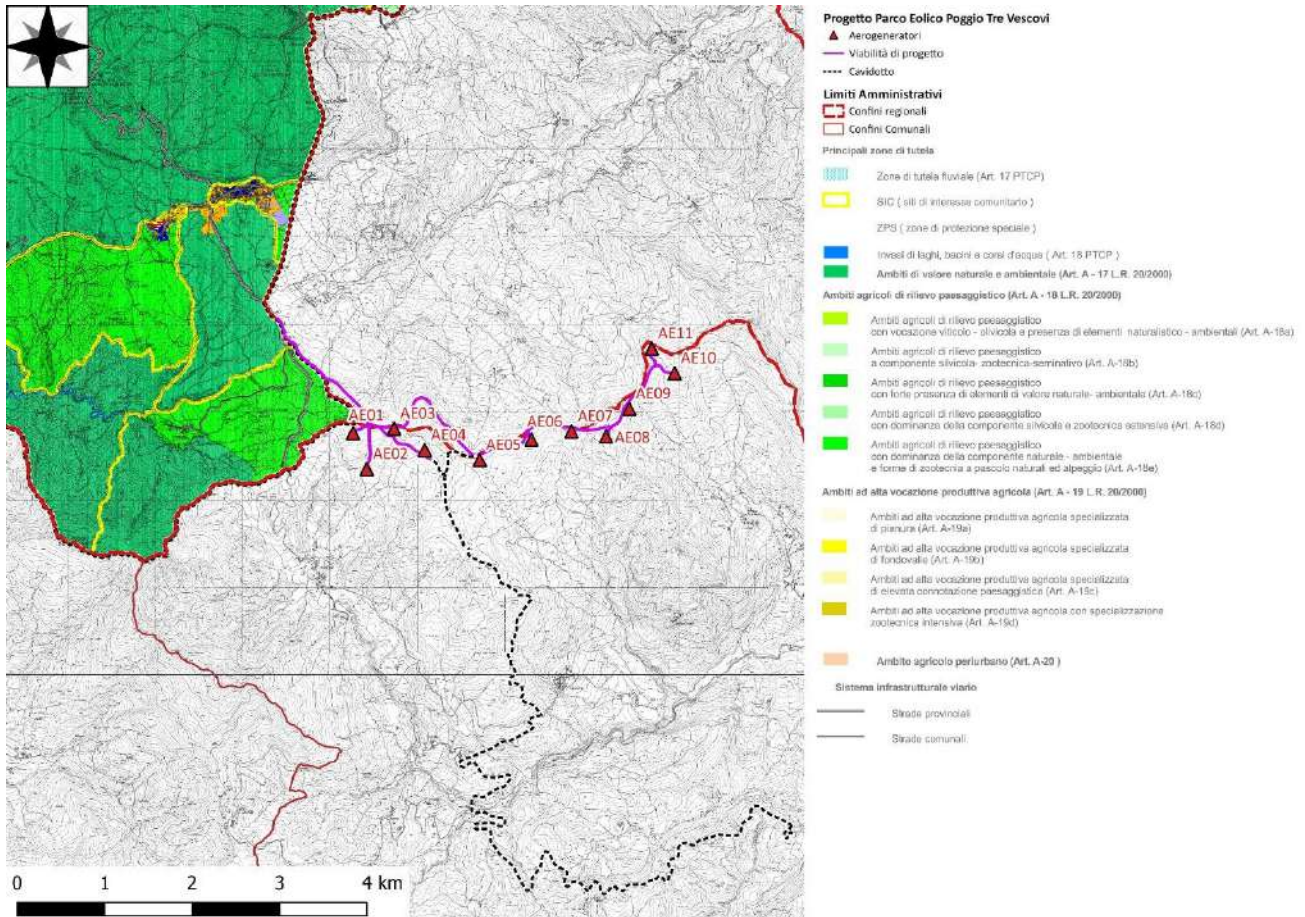 AE11
AE10
AE09
AE01
AE03
AE06
AE07
AE04
AE08
AE05
AE02
0 1 2 3 4 km
Progetto Parco Eolico Poggio Tre Vescovi
Aerogeneratori
Viabilità di progetto
Cavidotto
Limiti Amministrativi
Confini regionali
Confini Comunali
Principali zone di tutela
Zone di tutela fluviale (Art. 17 PTCP)
SIC ( siti di interesse comunitario )
ZPS ( zone di protezione speciale )
Invasi di laghi, bacini e corsi d'acqua ( Art. 18 PTCP )
Ambiti di valore naturale e ambientale (Art. A - 17 L.R. 20/2000)
Ambiti agricoli di rilievo paesaggistico (Art. A - 18 L.R. 20/2000)
Ambiti agricoli di rilievo paesaggistico
con vocazione viticolo - olivicola e presenza di elementi naturalistico - ambientali (Art. A-18a)
Ambiti agricoli di rilievo paesaggistico
a componente silvicola- zootecnica-seminativo (Art. A-18b)
Ambiti agricoli di rilievo paesaggistico
con forte presenza di elementi di valore naturale- ambientale (Art. A-18c)
Ambiti agricoli di rilievo paesaggistico
con dominanza della componente silvicola e zootecnica estensiva (Art. A-18d)
Ambiti agricoli di rilievo paesaggistico
con dominanza della componente naturale - ambientale
e forme di zootecnia a pascolo naturali ed alpeggio (Art. A-18e)
Ambiti ad alta vocazione produttiva agricola (Art. A - 19 L.R. 20/2000)
Ambiti ad alta vocazione produttiva agricola specializzata
di pianura (Art. A-19a)
Ambiti ad alta vocazione produttiva agricola specializzata
di fondovalle (Art. A-19b)
Ambiti ad alta vocazione produttiva agricola specializzata
di elevata connotazione paesaggistica (Art. A-19c)
Ambiti ad alta vocazione produttiva agricola con specializzazione
zootecnica intensiva (Art. A-19d)
Ambito agricolo periurbano (Art. A-20 )
Sistema infrastrutturale viario
Strade provinciali
Strade comunali